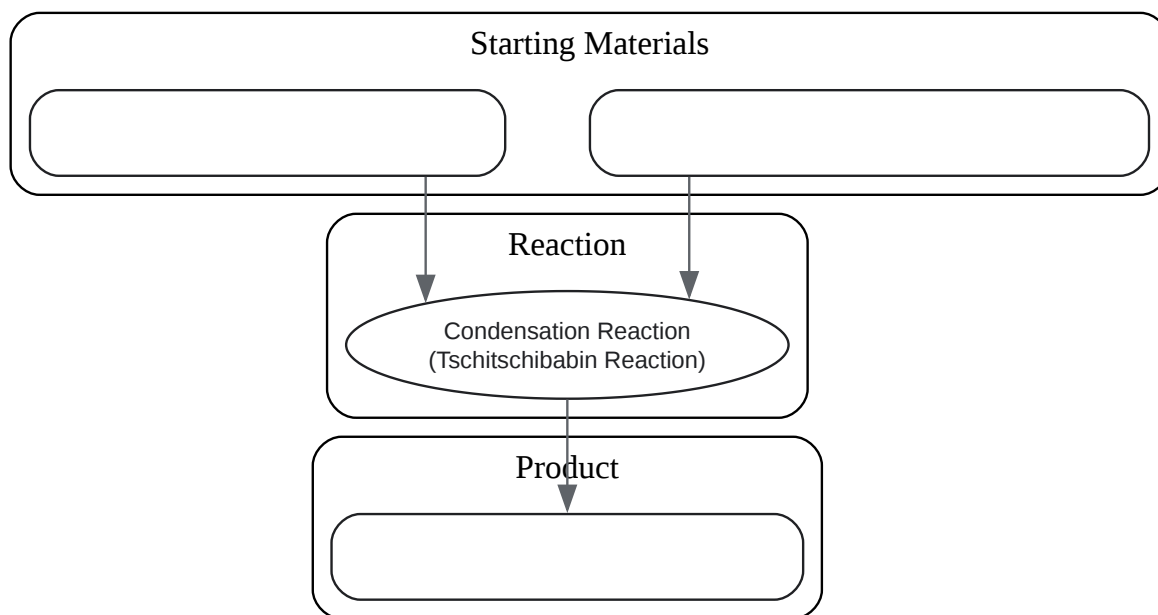 Starting Materials
Reaction
Condensation Reaction
(Tschitschibabin Reaction)
Product